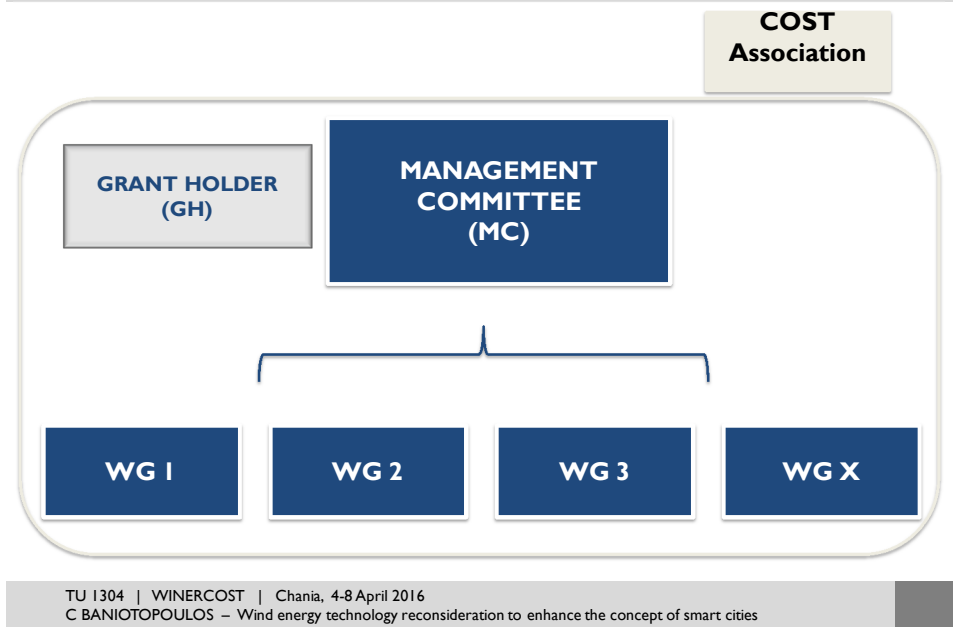 COST
Association
GRANT HOLDER
(GH)
MANAGEMENT
COMMITTEE
(MC)
WG 1
WG 2
WG 3
WG X
TU 1304 | WINERCOST | Chania, 4-8 April 2016
C BANIOTOPOULOS – Wind energy technology reconsideration to enhance the concept of smart cities